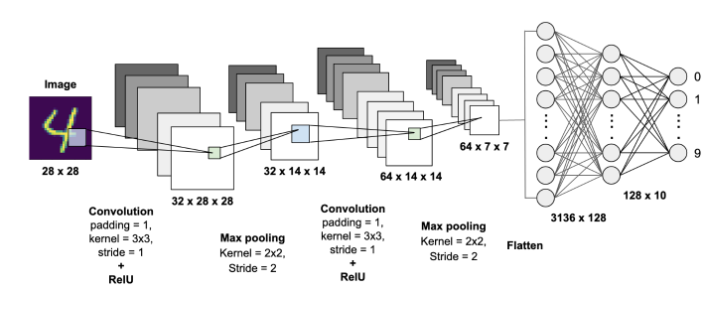 Image
28 x 28
32 x 28 x 28
32 x 14 x 14
64 x 14 x 14
64 x 7 x 7
0
1
9
3136 x 128
128 x 10
Convolution
padding = 1,
kernel = 3x3,
stride = 1
+
RelU
Max pooling
Kernel = 2x2,
Stride = 2
Convolution
padding = 1,
kernel = 3x3,
stride = 1
+
RelU
Max pooling
Kernel = 2x2,
Stride = 2
Flatten